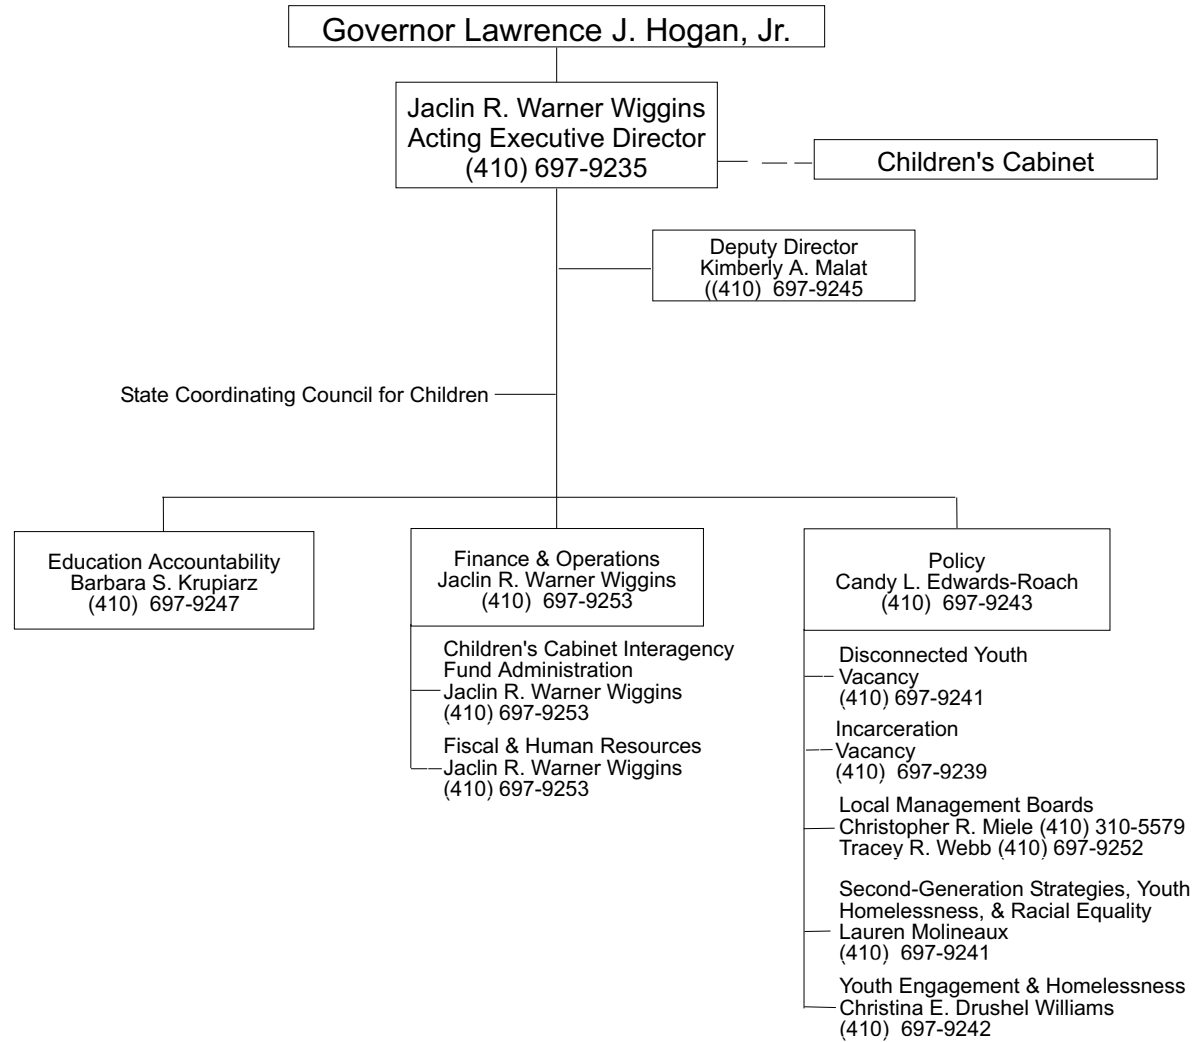 Governor Lawrence J. Hogan, Jr.
Jaclin R. Warner Wiggins
Acting Executive Director
(410) 697-9235
Children's Cabinet
Deputy Director
Kimberly A. Malat
((410) 697-9245
State Coordinating Council for Children
Education Accountability
Barbara S. Krupiarz
(410) 697-9247
Finance & Operations
Jaclin R. Warner Wiggins
(410) 697-9253
Children's Cabinet Interagency
Fund Administration
Jaclin R. Warner Wiggins
(410) 697-9253
Fiscal & Human Resources
Jaclin R. Warner Wiggins
(410) 697-9253
Policy
Candy L. Edwards-Roach
(410) 697-9243
Disconnected Youth
Vacancy
(410) 697-9241
Incarceration
Vacancy
(410) 697-9239
Local Management Boards
Christopher R. Miele (410) 310-5579
Tracey R. Webb (410) 697-9252
Second-Generation Strategies, Youth
Homelessness, & Racial Equality
Lauren Molineaux
(410) 697-9241
Youth Engagement & Homelessness
Christina E. Drushel Williams
(410) 697-9242